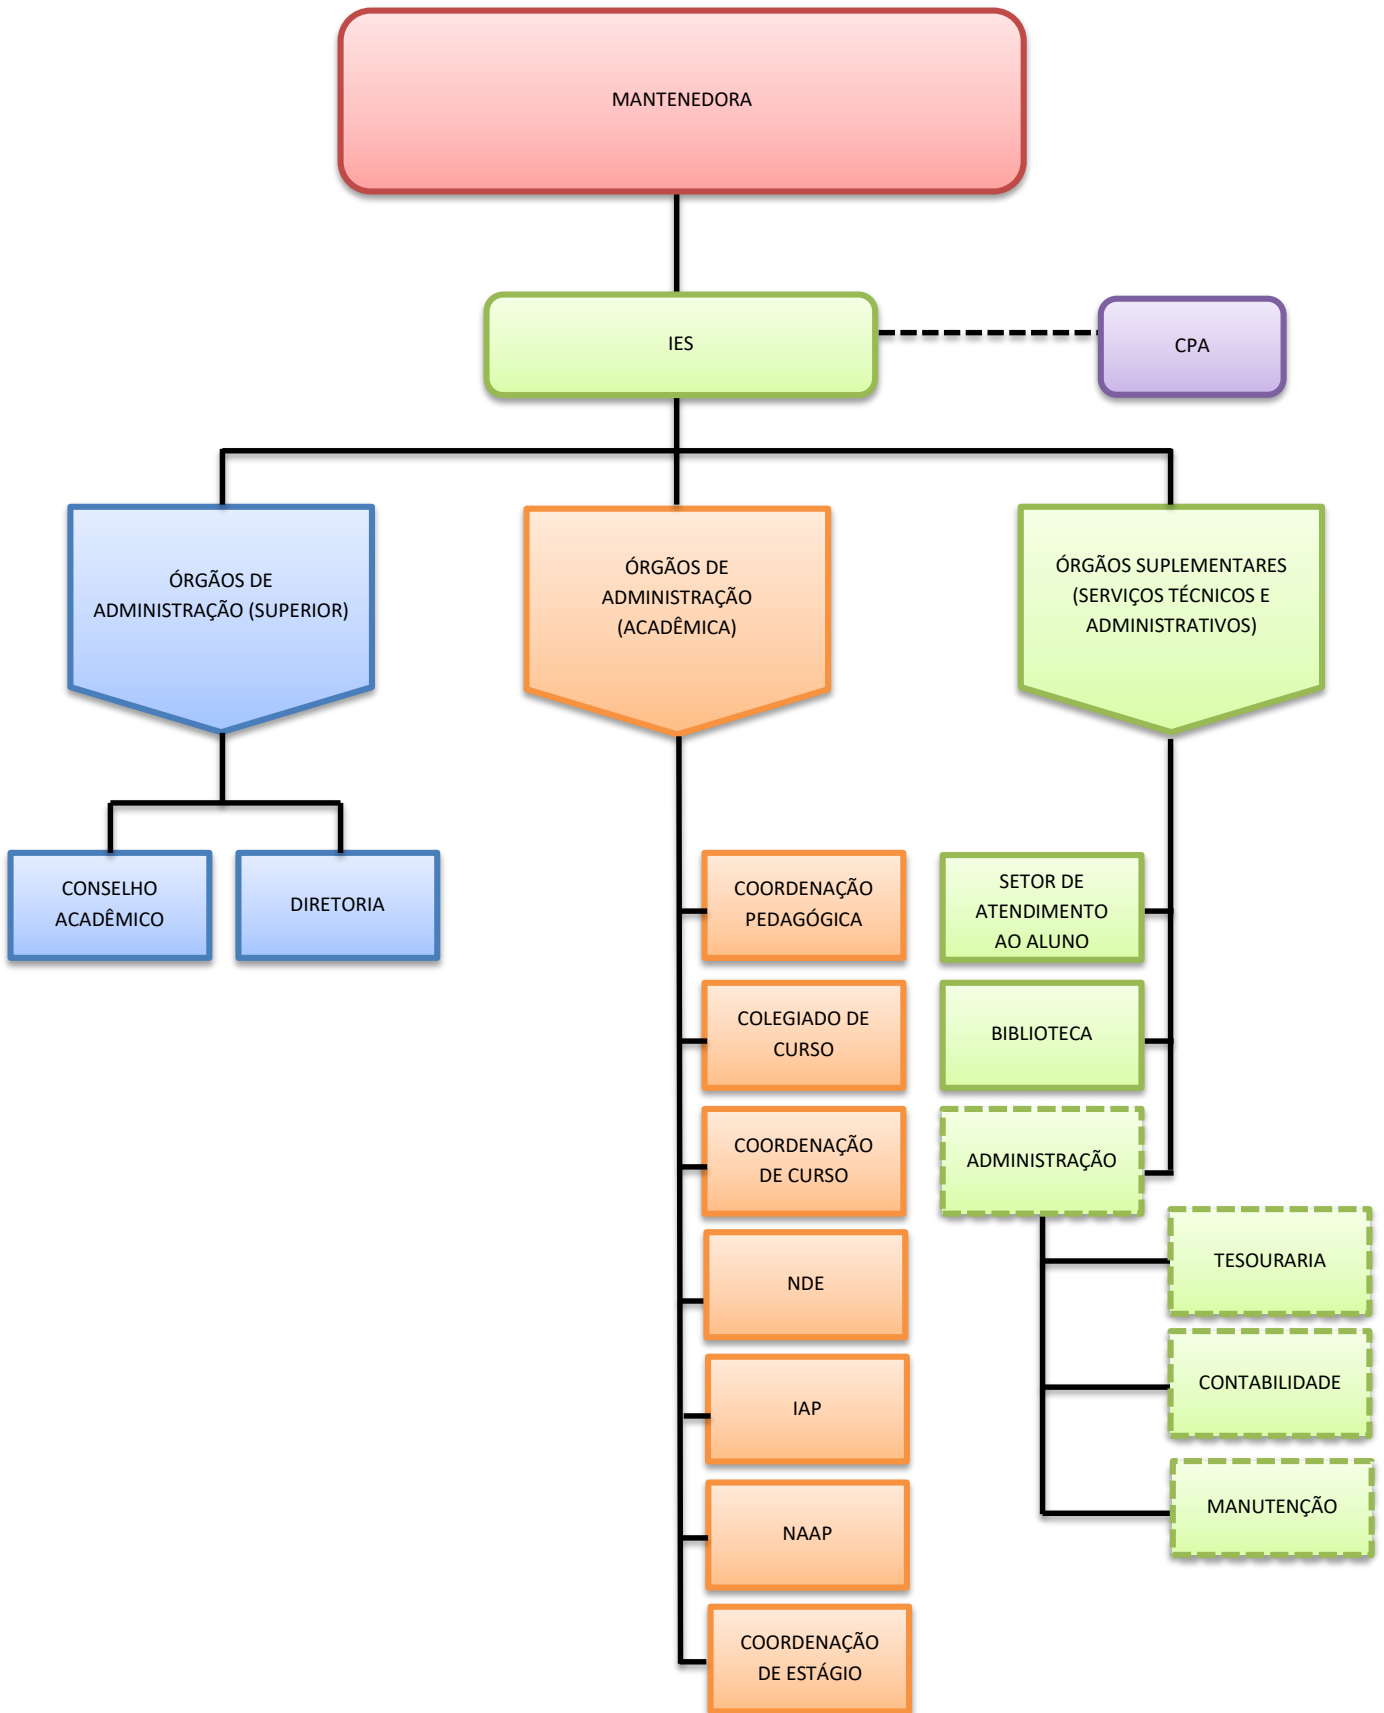 MANTENEDORA
IES
CPA
ÓRGÃOS DE
ADMINISTRAÇÃO (SUPERIOR)
ÓRGÃOS DE
ADMINISTRAÇÃO
(ACADÊMICA)
ÓRGÃOS SUPLEMENTARES
(SERVIÇOS TÉCNICOS E
ADMINISTRATIVOS)
CONSELHO
ACADÊMICO
DIRETORIA
COORDENAÇÃO
PEDAGÓGICA
COLEGIADO DE
CURSO
COORDENAÇÃO
DE CURSO
NDE
IAP
NAAP
COORDENAÇÃO
DE ESTÁGIO
SETOR DE
ATENDIMENTO
AO ALUNO
BIBLIOTECA
ADMINISTRAÇÃO
TESOURARIA
CONTABILIDADE
MANUTENÇÃO